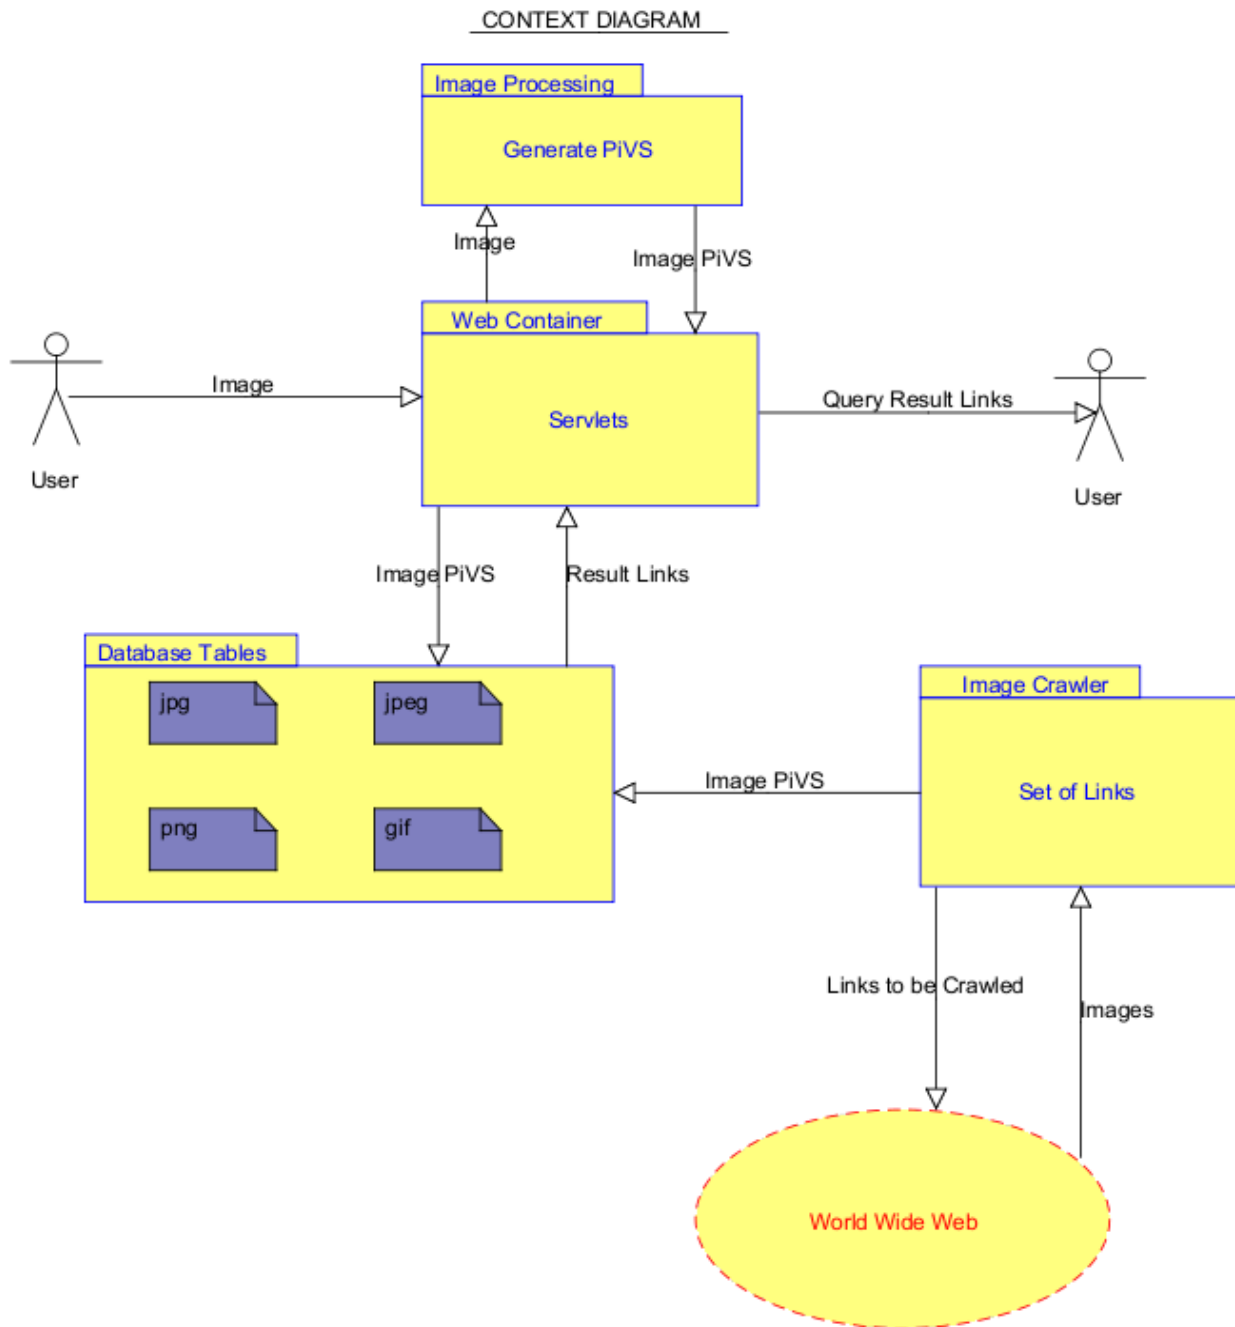 CONTEXT DIAGRAM
Image Processing
Generate PiVS
Image
Image PiVS
Web Container
Servlets
Image
User
Query Result Links
User
Image PiVS
Result Links
Database Tables
jpg
jpeg
png
gif
Image PiVS
Image Crawler
Set of Links
Links to be Crawled
Images
World Wide Web